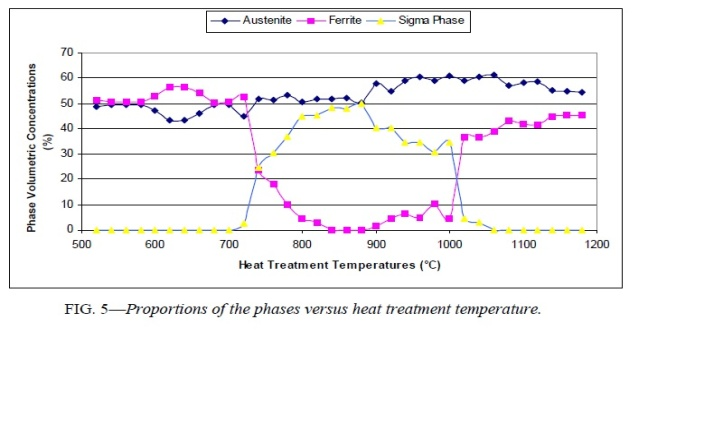 Austenite Ferrite Sigma Phase
70
60
50
40
30
20
10
0
Phase Volumetric Concentrations
(%)
500 600 700 800 900 1000 1100 1200
Heat Treatment Temperatures (°C)
FIG. 5—Proportions of the phases versus heat treatment temperature.